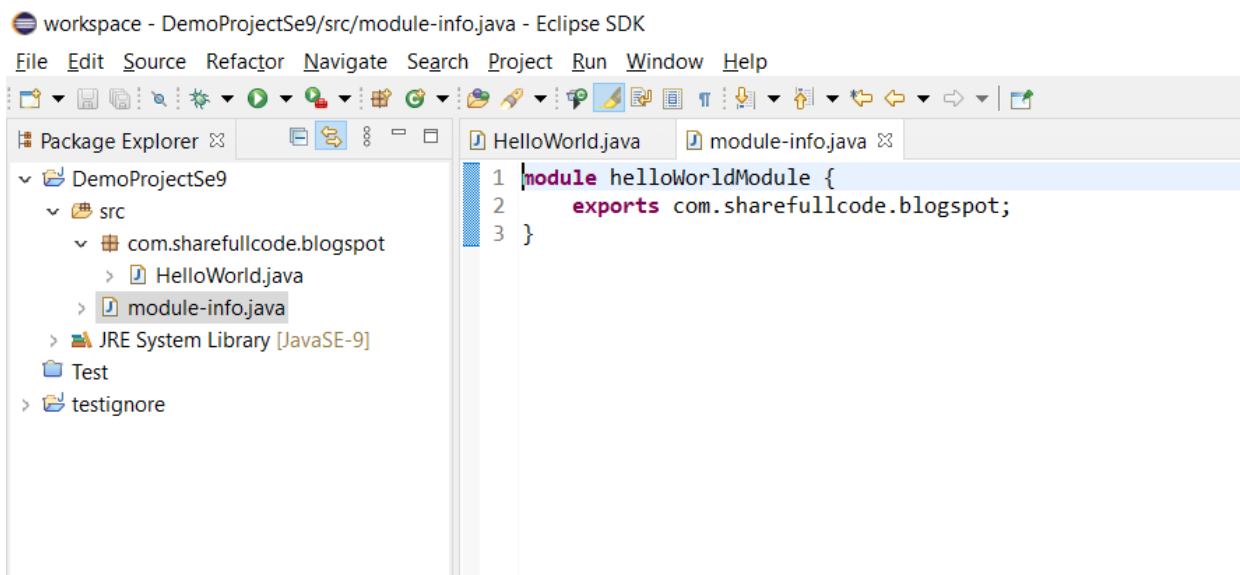 workspace - DemoProjectSe9/src/module-info.java - Eclipse SDK
File Edit Source Refactor Navigate Search Project Run Window Help
Package Explorer
DemoProjectSe9
src
com.sharefullcode.blogspot
HelloWorld.java
module-info.java
JRE System Library [JavaSE-9]
Test
testignore
HelloWorld.java module-info.java
1 module helloWorldModule {
2     exports com.sharefullcode.blogspot;
3 }